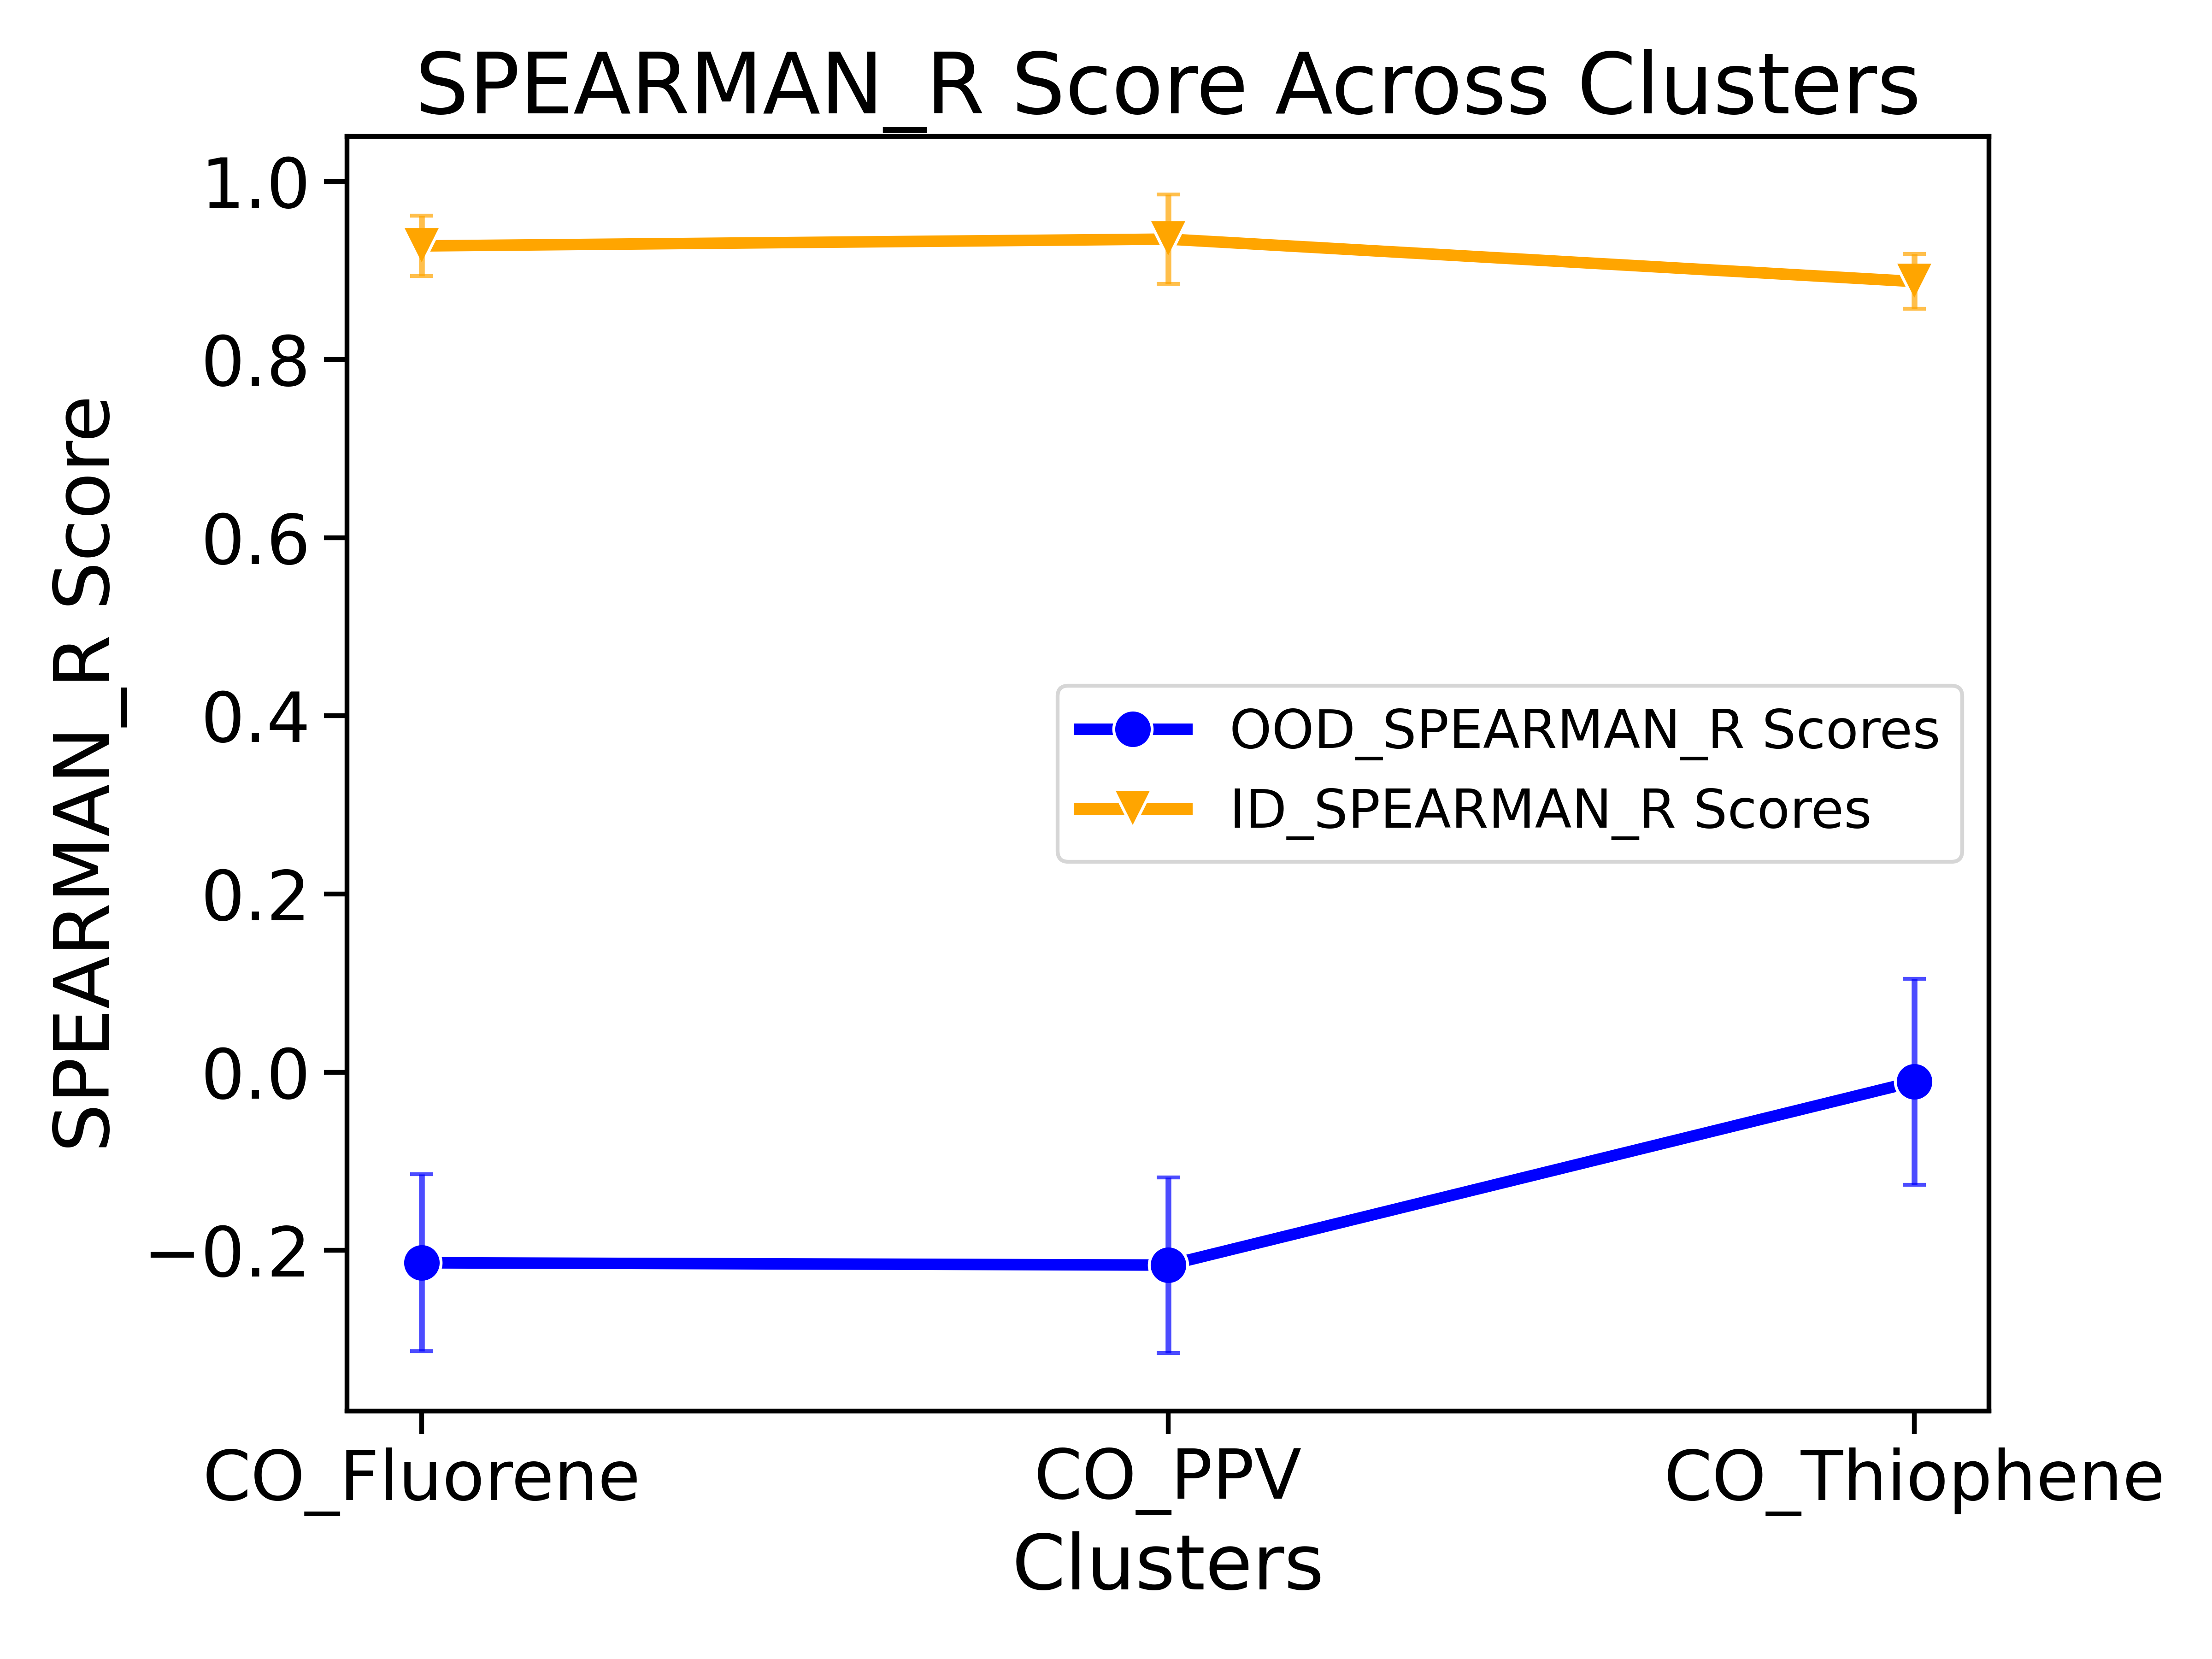 SPEARMAN_R Score Across Clusters
SPEARMAN_R Score
1.0
0.8
0.6
0.4
0.2
0.0
−0.2
OOD_SPEARMAN_R Scores
ID_SPEARMAN_R Scores
CO_Fluorene CO_PPV CO_Thiophene
Clusters